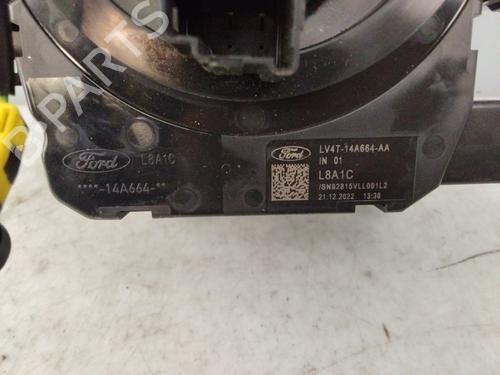 B-PARTS
Ford
L8A1C
****-14A664-**
Ford
LV4T-14A664-AA
IN 01
L8A1C
/SN92815VLL001L2
21.12.2022 13:30